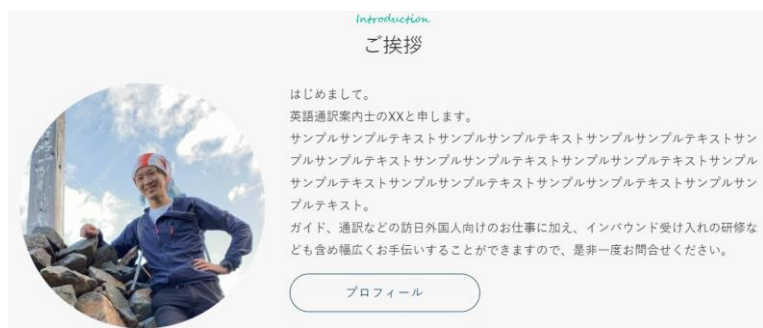 Introduction
ご挨拶
はじめまして。
英語通訳案内士のXXと申します。
サンプルサンプルテキストサンプルサンプルテキストサンプルサンプルテキストサン
プルサンプルテキストサンプルサンプルテキストサンプルサンプルテキストサンプル
サンプルテキストサンプルサンプルテキストサンプルサンプルテキストサンプルサン
プルテキスト。
ガイド、通訳などの訪日外国人向けのお仕事に加え、インバウンド受け入れの研修な
ども含め幅広くお手伝いすることができますので、是非一度お問合せください。
プロフィール